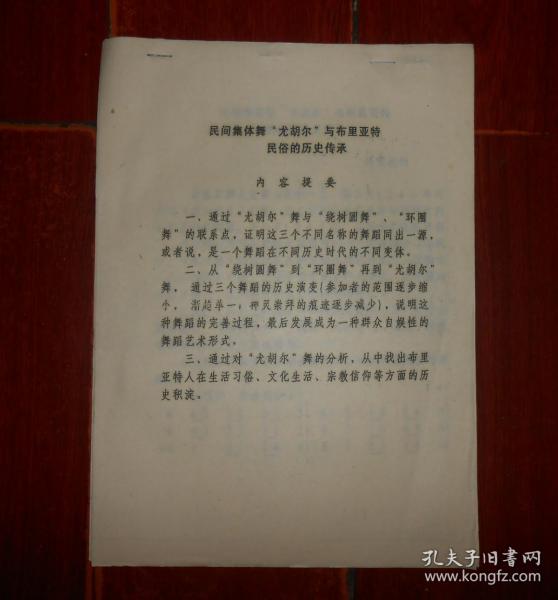 民间集体舞“尤胡尔”与布里亚特
民俗的历史传承
内容提要
一、通过“尤胡尔”舞与“绕树圆舞”、“环圈
舞”的联系点，证明这三个不同名称的舞蹈同出一源，
或者说，是一个舞蹈在不同历史时代的不同变体。
二、从“绕树圆舞”到“环圈舞”再到“尤胡尔”
舞，通过三个舞蹈的历史演变（参加者的范围逐步缩
小，渐趋单一；神灵崇拜的痕迹逐步减少），说明这
种舞蹈的完善过程，最后发展成为一种群众自娱性的
舞蹈艺术形式。
三、通过对“尤胡尔”舞的分析，从中找出布里
亚特人在生活习俗、文化生活、宗教信仰等方面的历
史积淀。
孔夫子旧书网
www.kongfz.com